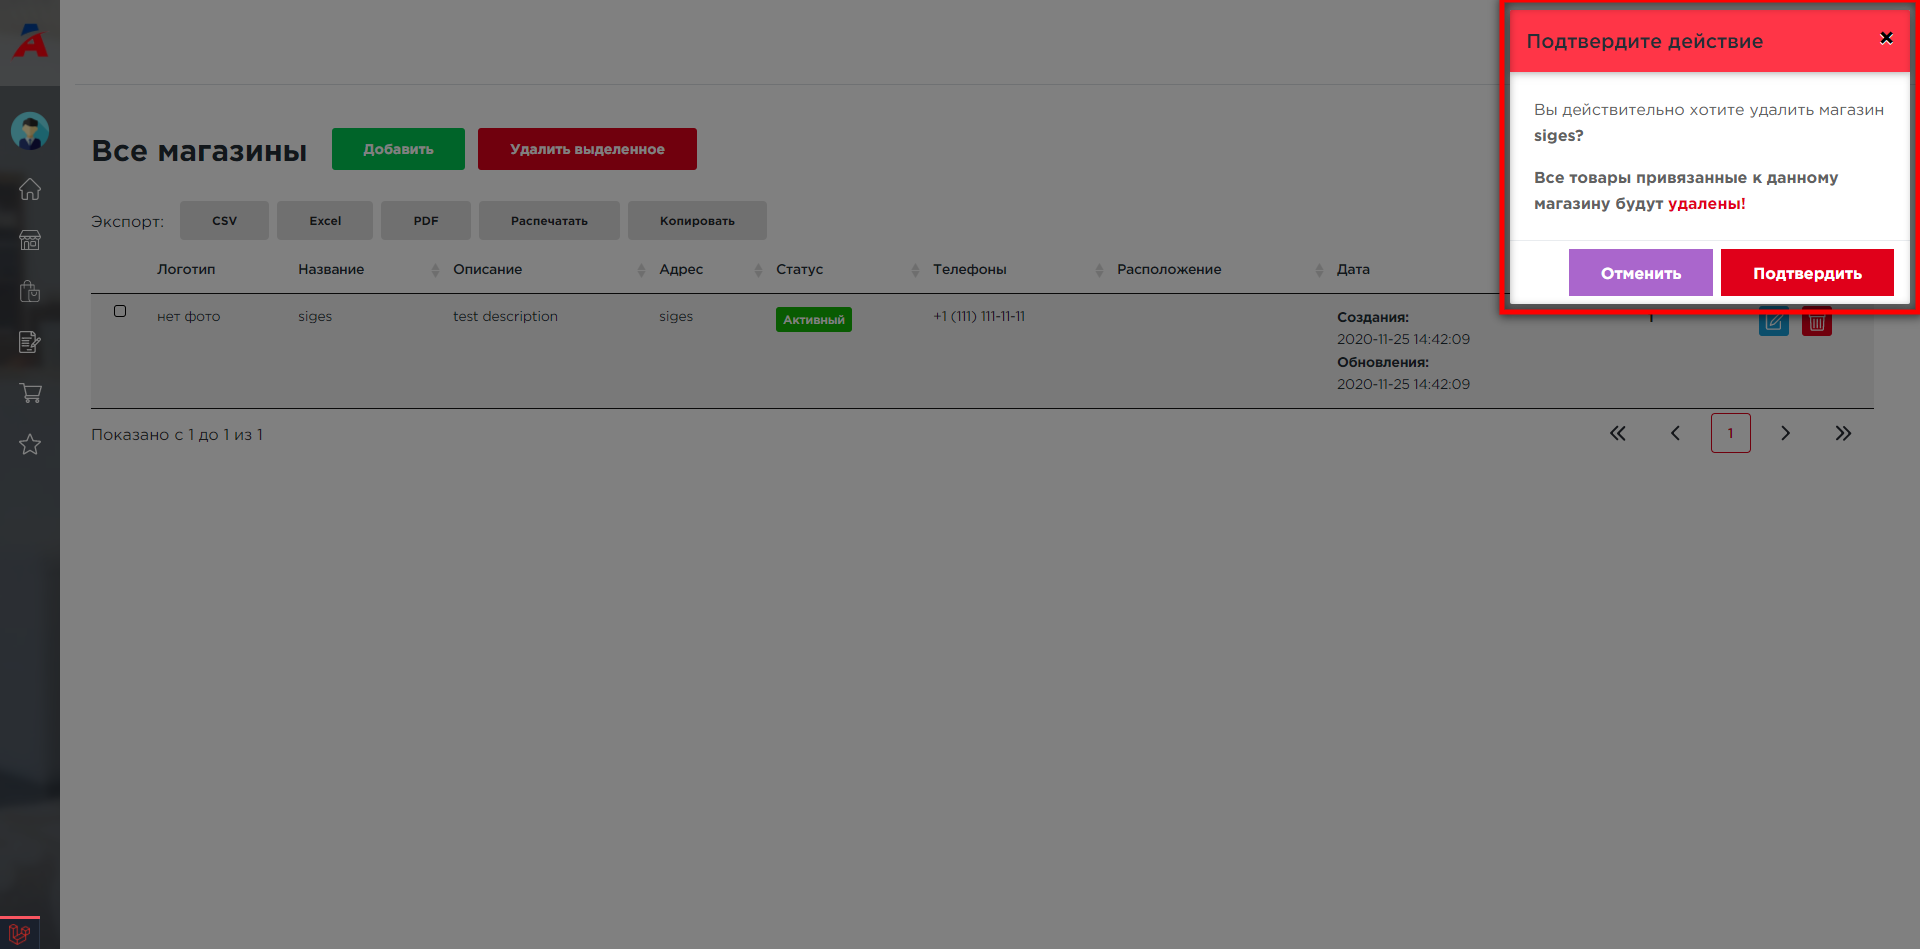 Подтвердите действие
Вы действительно хотите удалить магазин
siges?
Все товары привязанные к данному
магазину будут удалены!
Отменить Подтвердить
Все магазины Добавить Удалить выделенное
Экспорт: CSV Excel PDF Распечатать Копировать
Логотип Название Описание Адрес Статус Телефоны Расположение Дата
нет фото siges test description siges Активный +1 (111) 111-11-11 Создания: 1
2020-11-25 14:42:09
Обновления:
2020-11-25 14:42:09
Показано с 1 до 1 из 1
1